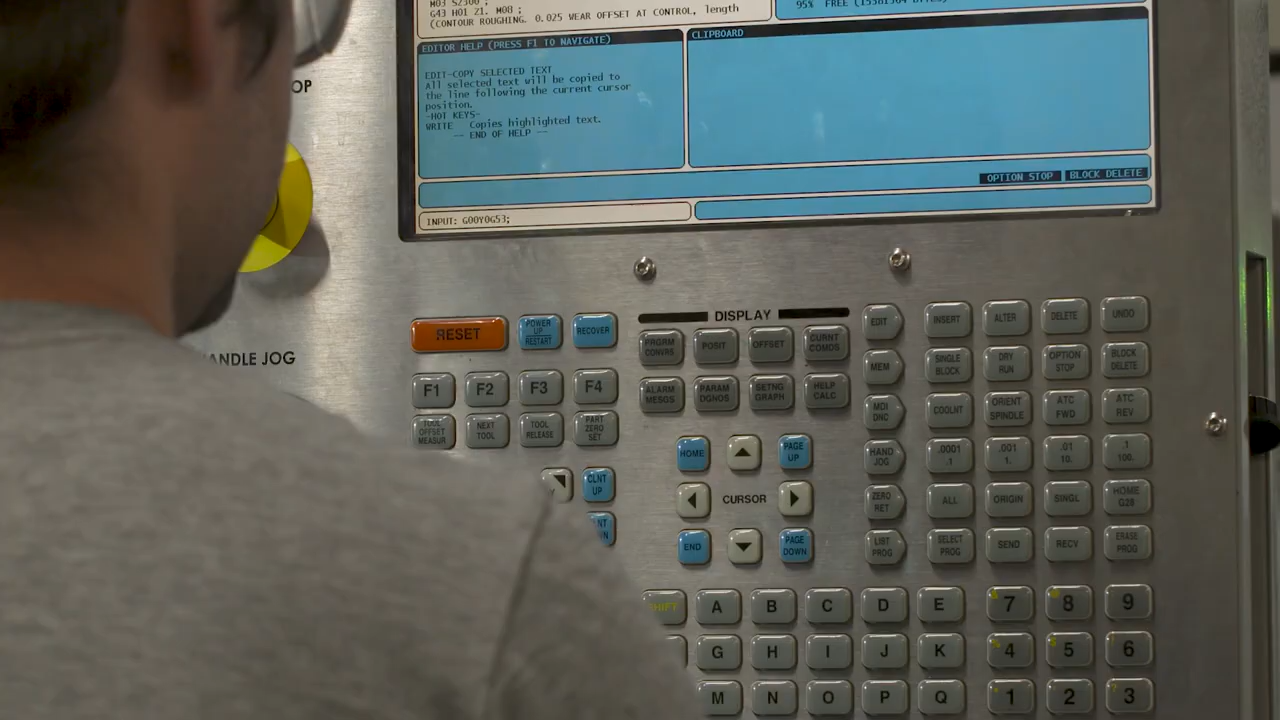 M03 S2300 ;
G43 H01 Z1. M08 ;
(CONTOUR ROUGHING. 0.025 WEAR OFFSET AT CONTROL, length
95% FREE
EDITOR HELP (PRESS F1 TO NAVIGATE)
CLIPBOARD
EDIT-COPY SELECTED TEXT
All selected text will be copied to
the line following the current cursor
position.
-HOT KEYS-
WRITE Copies highlighted text.
-- END OF HELP --
OPTION STOP BLOCK DELETE
INPUT: G00Y0G53;
OP
ANDLE JOG
DISPLAY
RESET
POWER
UP
RESTART
RECOVER
PRGRM
CONVRS
POSIT
OFFSET
CURNT
COMDS
EDIT
INSERT
ALTER
DELETE
UNDO
F1
F2
F3
F4
ALARM
MESGS
PARAM
DGNOS
SETNG
GRAPH
HELP
CALC
MEM
SINGLE
BLOCK
DRY
RUN
OPTION
STOP
BLOCK
DELETE
TOOL
OFFSET
MEASUR
NEXT
TOOL
TOOL
RELEASE
PART
ZERO
SET
MDI
DNC
COOLNT
ORIENT
SPINDLE
ATC
FWD
ATC
REV
CLNT
UP
HOME
PAGE
UP
HAND
JOG
.0001
.1
.001
1.
.01
10.
.1
100.
CURSOR
ZERO
RET
ALL
ORIGIN
SINGL
HOME
G28
END
PAGE
DOWN
LIST
PROG
SELECT
PROG
SEND
RECV
ERASE
PROG
SHIFT
A
B
C
D
E
7
8
9
G
H
I
J
K
4
5
6
M
N
O
P
Q
1
2
3